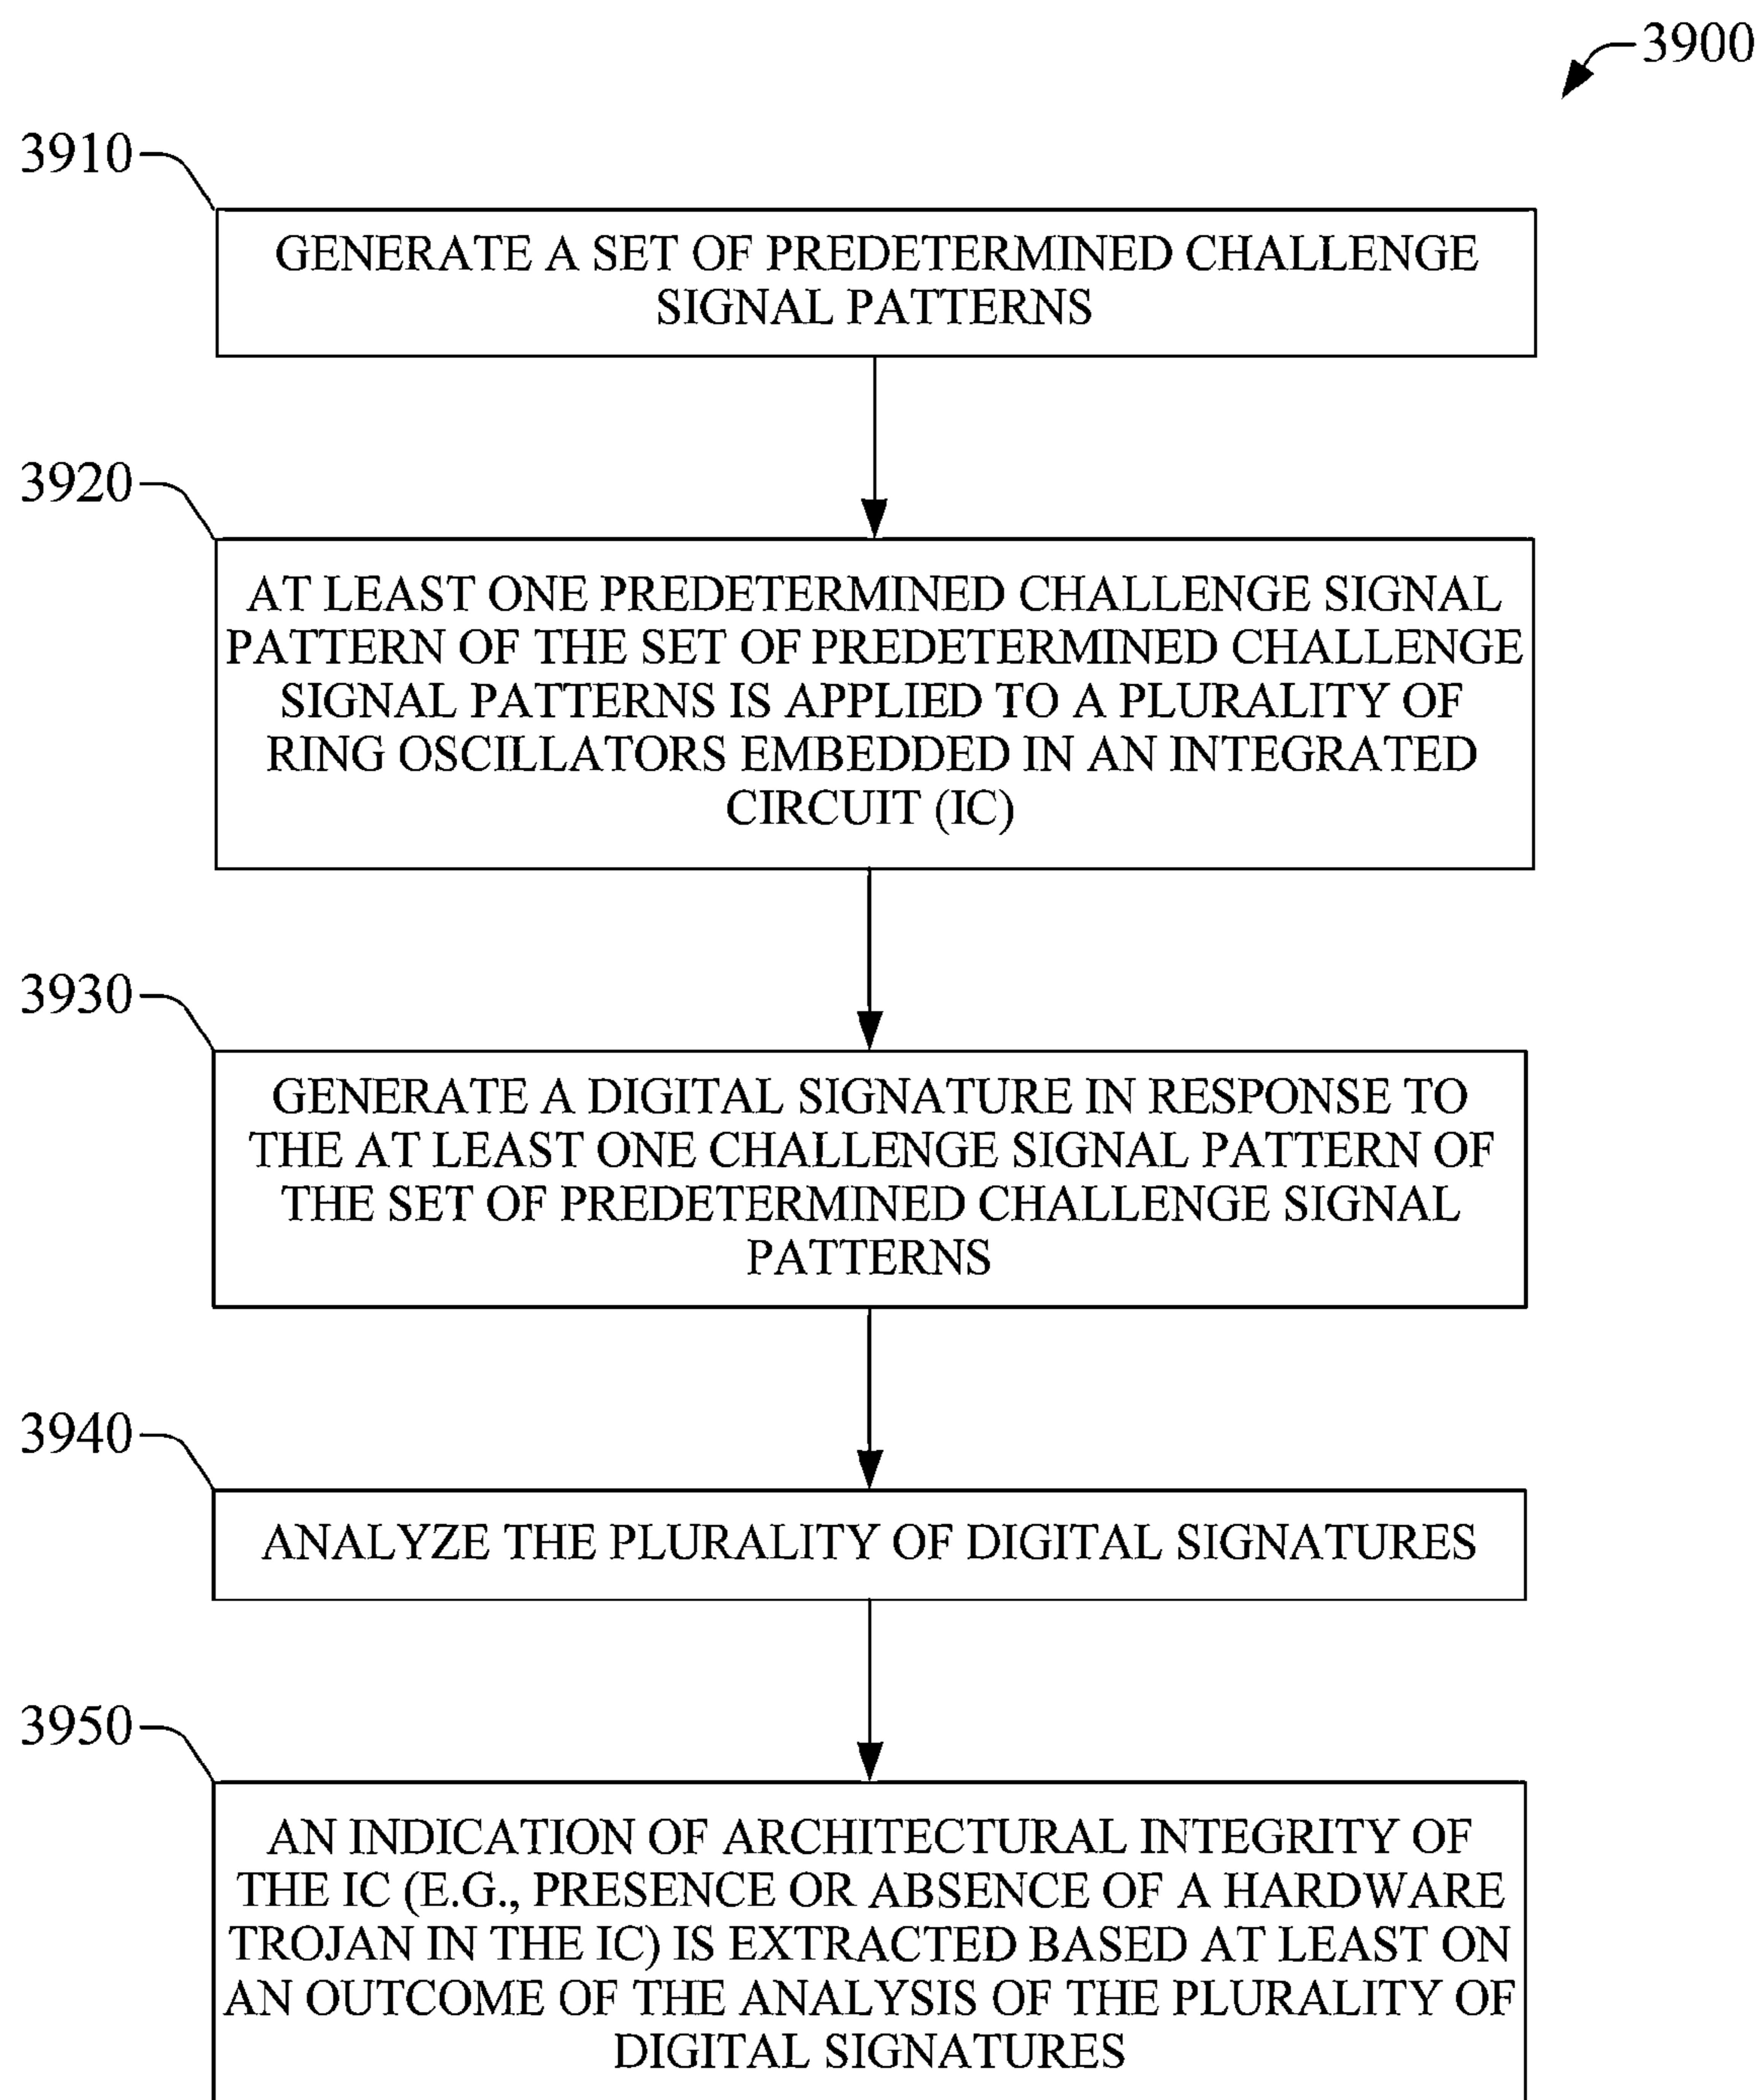 3900
3910
GENERATE A SET OF PREDETERMINED CHALLENGE
SIGNAL PATTERNS
3920
AT LEAST ONE PREDETERMINED CHALLENGE SIGNAL
PATTERN OF THE SET OF PREDETERMINED CHALLENGE
SIGNAL PATTERNS IS APPLIED TO A PLURALITY OF
RING OSCILLATORS EMBEDDED IN AN INTEGRATED
CIRCUIT (IC)
3930
GENERATE A DIGITAL SIGNATURE IN RESPONSE TO
THE AT LEAST ONE CHALLENGE SIGNAL PATTERN OF
THE SET OF PREDETERMINED CHALLENGE SIGNAL
PATTERNS
3940
ANALYZE THE PLURALITY OF DIGITAL SIGNATURES
3950
AN INDICATION OF ARCHITECTURAL INTEGRITY OF
THE IC (E.G., PRESENCE OR ABSENCE OF A HARDWARE
TROJAN IN THE IC) IS EXTRACTED BASED AT LEAST ON
AN OUTCOME OF THE ANALYSIS OF THE PLURALITY OF
DIGITAL SIGNATURES